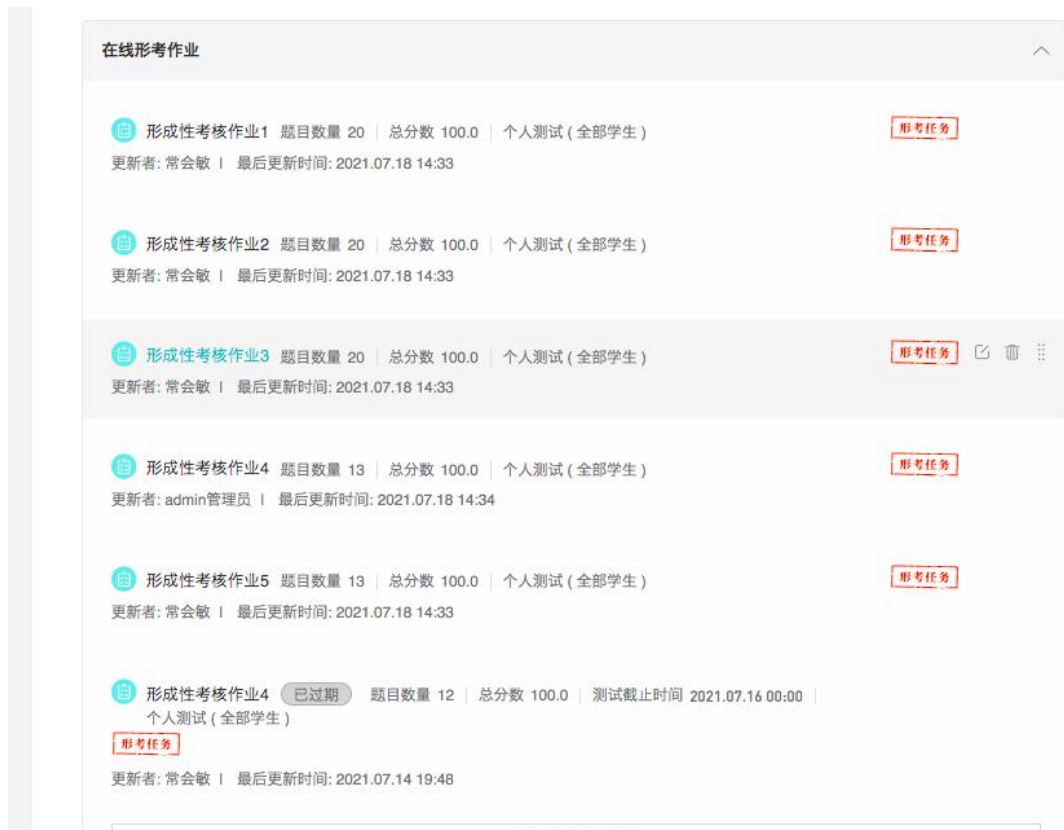 在线形考作业
形成性考核作业1 题目数量 20 | 总分数 100.0 | 个人测试 ( 全部学生 ) 形考任务
更新者: 常会敏 | 最后更新时间: 2021.07.18 14:33
形成性考核作业2 题目数量 20 | 总分数 100.0 | 个人测试 ( 全部学生 ) 形考任务
更新者: 常会敏 | 最后更新时间: 2021.07.18 14:33
形成性考核作业3 题目数量 20 | 总分数 100.0 | 个人测试 ( 全部学生 ) 形考任务
更新者: 常会敏 | 最后更新时间: 2021.07.18 14:33
形成性考核作业4 题目数量 13 | 总分数 100.0 | 个人测试 ( 全部学生 ) 形考任务
更新者: admin管理员 | 最后更新时间: 2021.07.18 14:34
形成性考核作业5 题目数量 13 | 总分数 100.0 | 个人测试 ( 全部学生 ) 形考任务
更新者: 常会敏 | 最后更新时间: 2021.07.18 14:33
形成性考核作业4 已过期 题目数量 12 | 总分数 100.0 | 测试截止时间 2021.07.16 00:00 |
个人测试 ( 全部学生 )
形考任务
更新者: 常会敏 | 最后更新时间: 2021.07.14 19:48